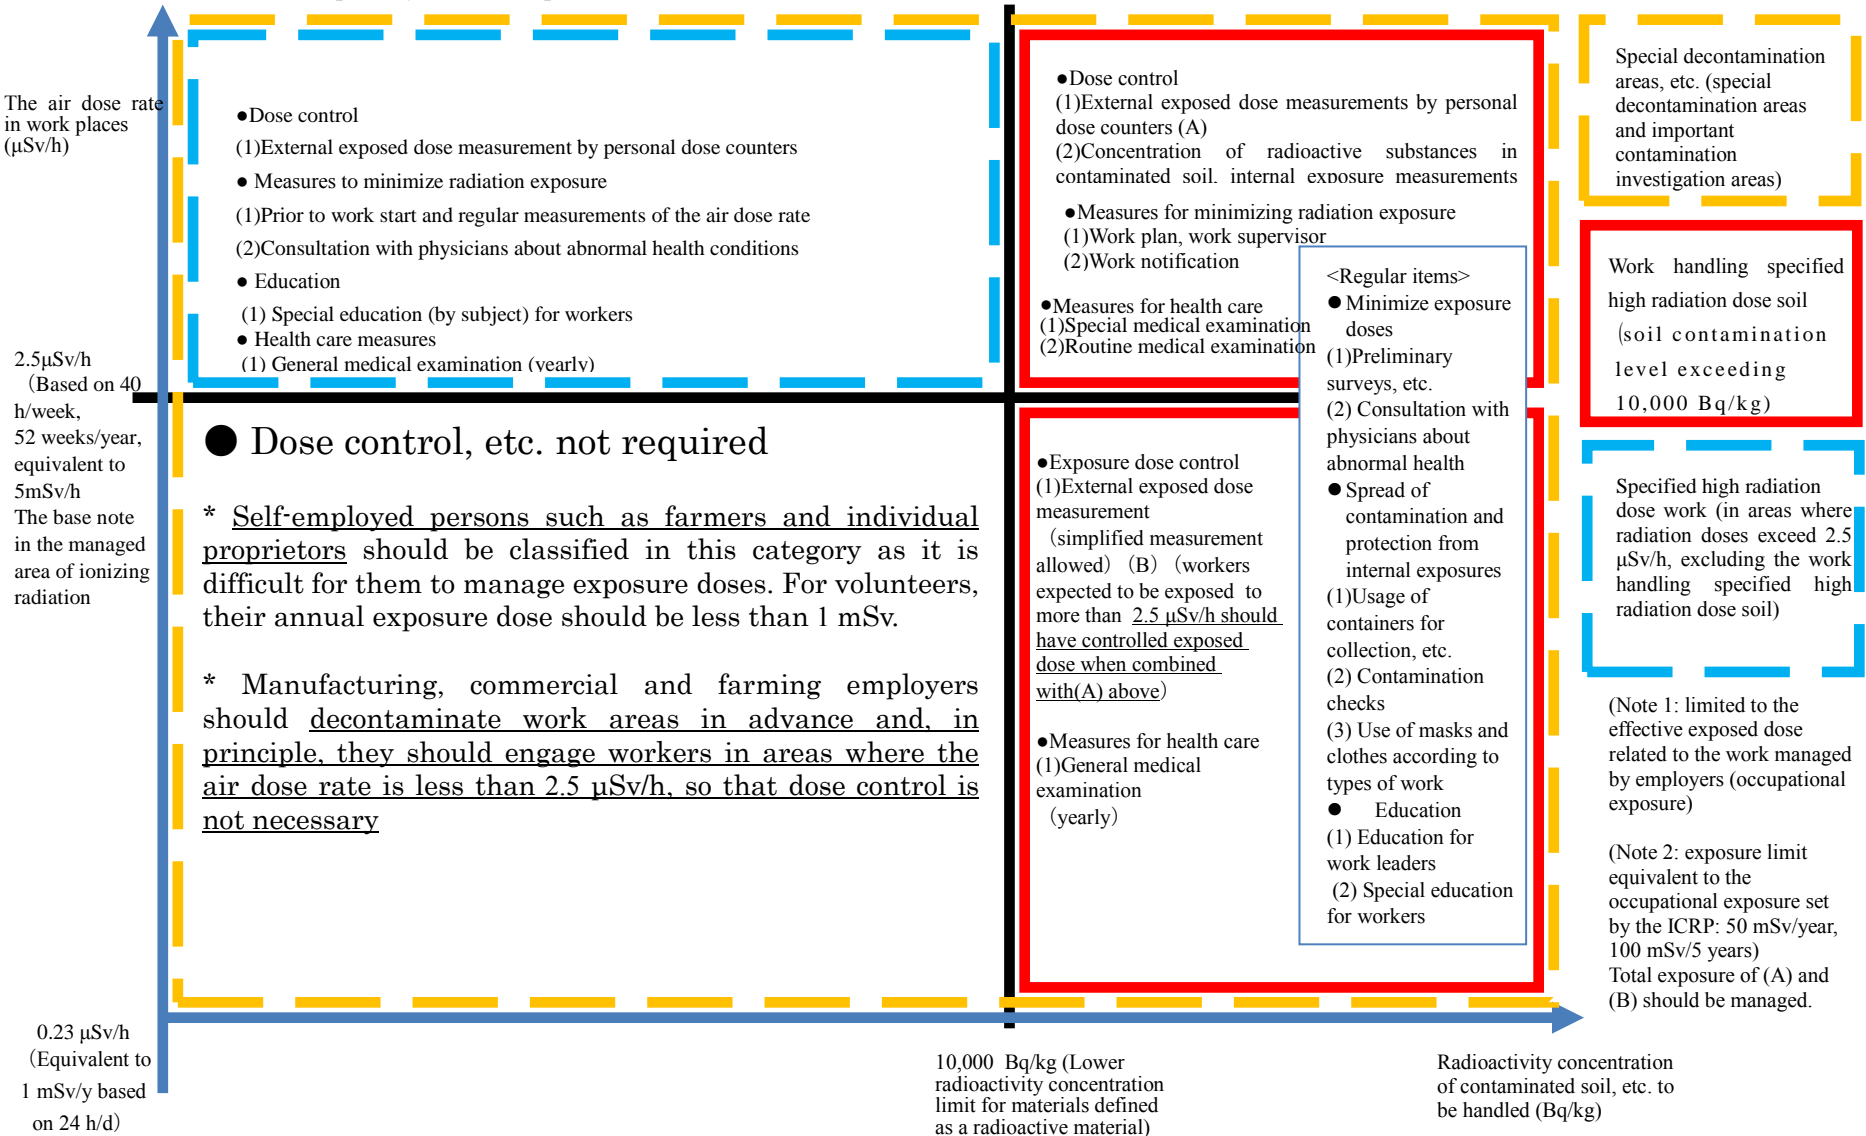 The air dose rate
in work places
(μSv/h)
2.5μSv/h
（Based on 40
h/week,
52 weeks/year,
equivalent to
5mSv/h
The base note
in the managed
area of ionizing
radiation
0.23 μSv/h
（Equivalent to
1 mSv/y based
on 24 h/d）
●Dose control
(1)External exposed dose measurement by personal dose counters
● Measures to minimize radiation exposure
(1)Prior to work start and regular measurements of the air dose rate
(2)Consultation with physicians about abnormal health conditions
● Education
(1) Special education (by subject) for workers
● Health care measures
(1) General medical examination (yearly)
● Dose control, etc. not required
* Self-employed persons such as farmers and individual
proprietors should be classified in this category as it is
difficult for them to manage exposure doses. For volunteers,
their annual exposure dose should be less than 1 mSv.
* Manufacturing, commercial and farming employers
should decontaminate work areas in advance and, in
principle, they should engage workers in areas where the
air dose rate is less than 2.5 μSv/h, so that dose control is
not necessary
●Dose control
(1)External exposed dose measurements by personal
dose counters (A)
(2)Concentration of radioactive substances in
contaminated soil, internal exposure measurements
●Measures for minimizing radiation exposure
(1)Work plan, work supervisor
(2)Work notification
●Measures for health care
(1)Special medical examination
(2)Routine medical examination
●Exposure dose control
(1)External exposed dose
measurement
（simplified measurement
allowed）（B）（workers
expected to be exposed to
more than 2.5 μSv/h should
have controlled exposed
dose when combined
with(A) above）
●Measures for health care
(1)General medical
examination
（yearly）
<Regular items>
● Minimize exposure
doses
(1)Preliminary
surveys, etc.
(2) Consultation with
physicians about
abnormal health
● Spread of
contamination and
protection from
internal exposures
(1)Usage of
containers for
collection, etc.
(2) Contamination
checks
(3) Use of masks and
clothes according to
types of work
● Education
(1) Education for
work leaders
(2) Special education
for workers
Special decontamination
areas, etc. (special
decontamination areas
and important
contamination
investigation areas)
Work handling specified
high radiation dose soil
（soil contamination
level exceeding
10,000 Bq/kg）
Specified high radiation
dose work (in areas where
radiation doses exceed 2.5
μSv/h, excluding the work
handling specified high
radiation dose soil)
(Note 1: limited to the
effective exposed dose
related to the work managed
by employers (occupational
exposure)
(Note 2: exposure limit
equivalent to the
occupational exposure set
by the ICRP: 50 mSv/year,
100 mSv/5 years)
Total exposure of (A) and
(B) should be managed.
10,000 Bq/kg (Lower
radioactivity concentration
limit for materials defined
as a radioactive material)
Radioactivity concentration
of contaminated soil, etc. to
be handled (Bq/kg)